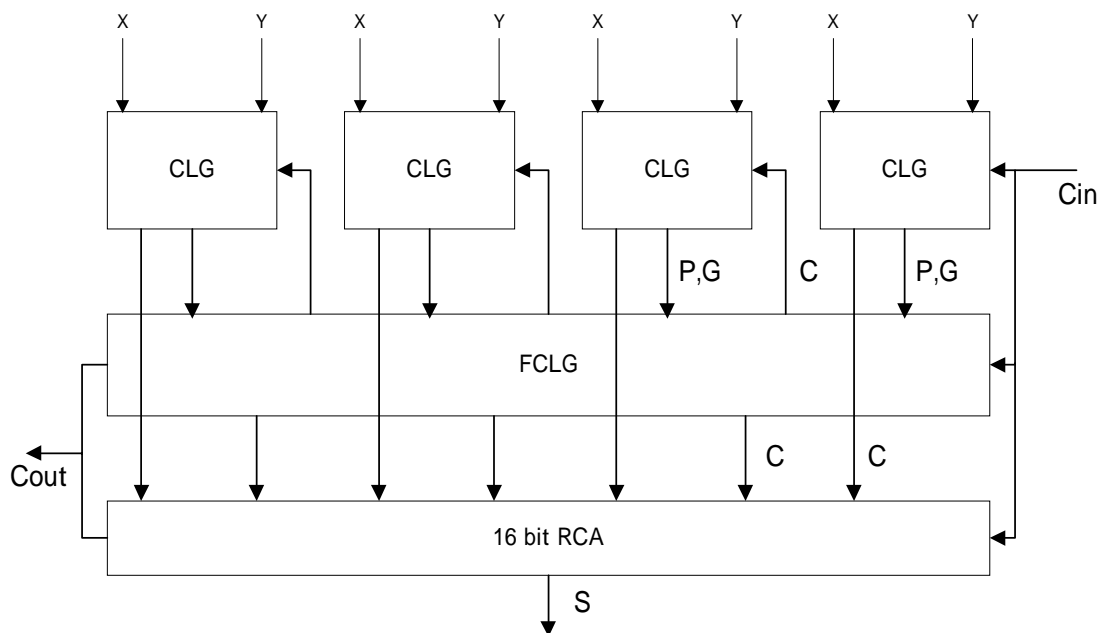 X Y X Y X Y X Y
CLG CLG CLG CLG
Cin
P,G C P,G
FCLG
C C
Cout
16 bit RCA
S